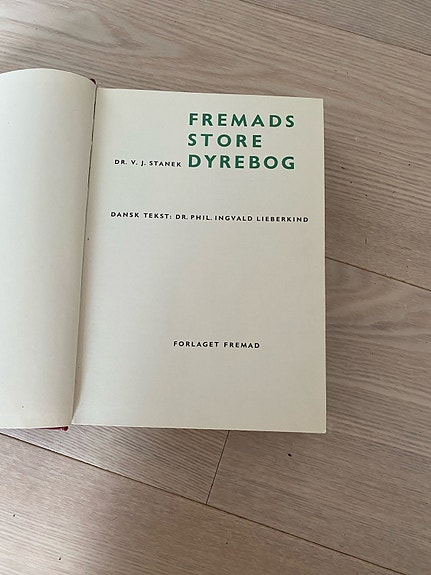 FREMADS
STORE
DR. V. J. STANEK DYREBOG
DANSK TEKST: DR. PHIL. INGVALD LIEBERKIND
FORLAGET FREMAD